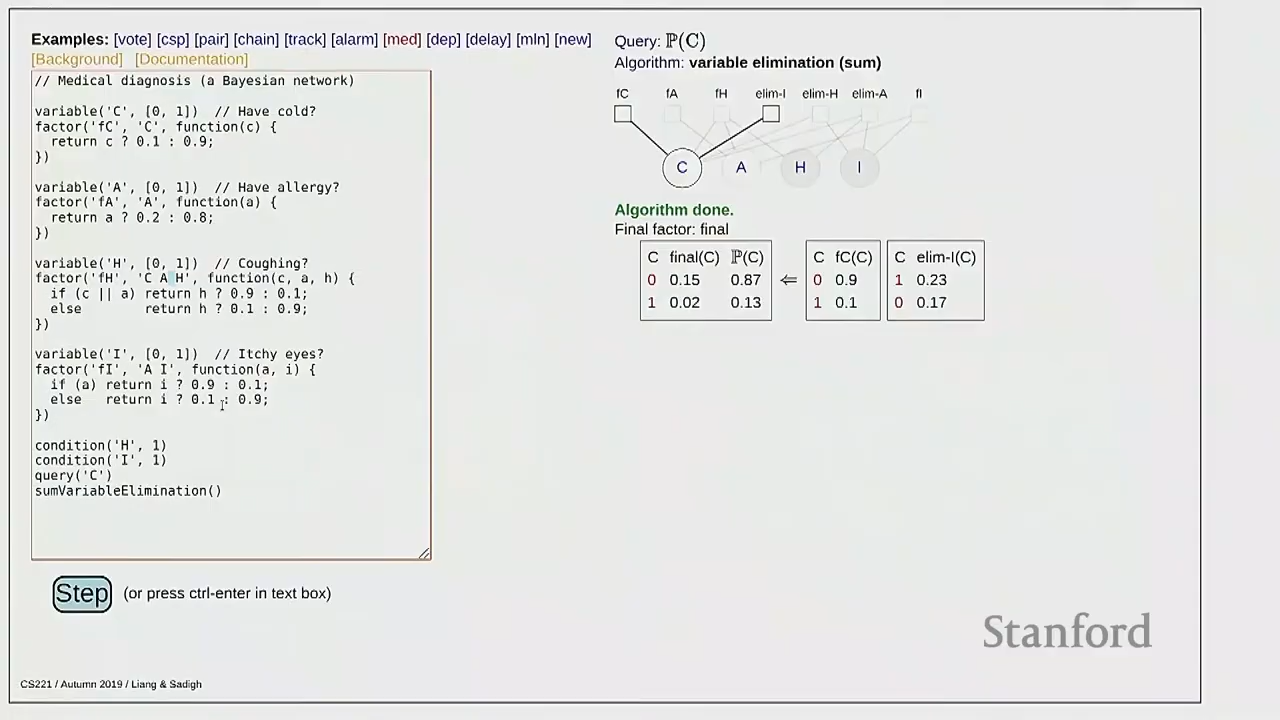 Examples: [vote] [csp] [pair] [chain] [track] [alarm] [med] [dep] [delay] [mln] [new]
[Background] [Documentation]
// Medical diagnosis (a Bayesian network)
variable('C', [0, 1])  // Have cold?
factor('fC', 'C', function(c) {
  return c ? 0.1 : 0.9;
})
variable('A', [0, 1])  // Have allergy?
factor('fA', 'A', function(a) {
  return a ? 0.2 : 0.8;
})
variable('H', [0, 1])  // Coughing?
factor('fH', 'C A H', function(c, a, h) {
  if (c || a) return h ? 0.9 : 0.1;
  else        return h ? 0.1 : 0.9;
})
variable('I', [0, 1])  // Itchy eyes?
factor('fI', 'A I', function(a, i) {
  if (a) return i ? 0.9 : 0.1;
  else   return i ? 0.1 : 0.9;
})
condition('H', 1)
condition('I', 1)
query('C')
sumVariableElimination()
Step (or press ctrl-enter in text box)
Query: ℙ(C)
Algorithm: variable elimination (sum)
fC fA fH elim-I elim-H elim-A fI
C A H I
Algorithm done.
Final factor: final
C final(C) ℙ(C) ⇐ C fC(C) C elim-I(C)
0 0.15 0.87 0 0.9 1 0.23
1 0.02 0.13 1 0.1 0 0.17
Stanford
CS221 / Autumn 2019 / Liang & Sadigh